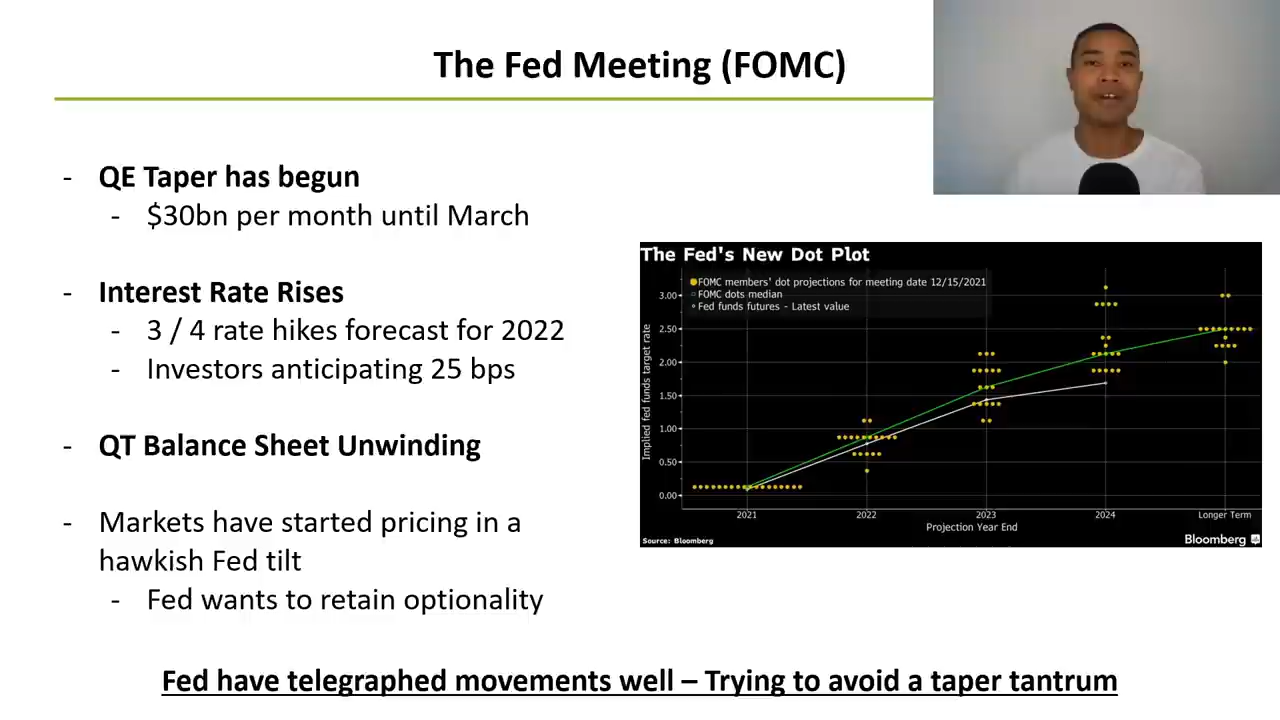 The Fed Meeting (FOMC)
- QE Taper has begun
- $30bn per month until March
- Interest Rate Rises
- 3 / 4 rate hikes forecast for 2022
- Investors anticipating 25 bps
- QT Balance Sheet Unwinding
- Markets have started pricing in a
hawkish Fed tilt
- Fed wants to retain optionality
The Fed's New Dot Plot
FOMC members' dot projections for meeting date 12/15/2021
FOMC dots median
Fed funds futures - Latest value
Implied fed funds target rate
3.00
2.50
2.00
1.50
1.00
0.50
0.00
2021 2022 2023 2024 Longer Term
Projection Year End
Source: Bloomberg
Bloomberg
Fed have telegraphed movements well – Trying to avoid a taper tantrum